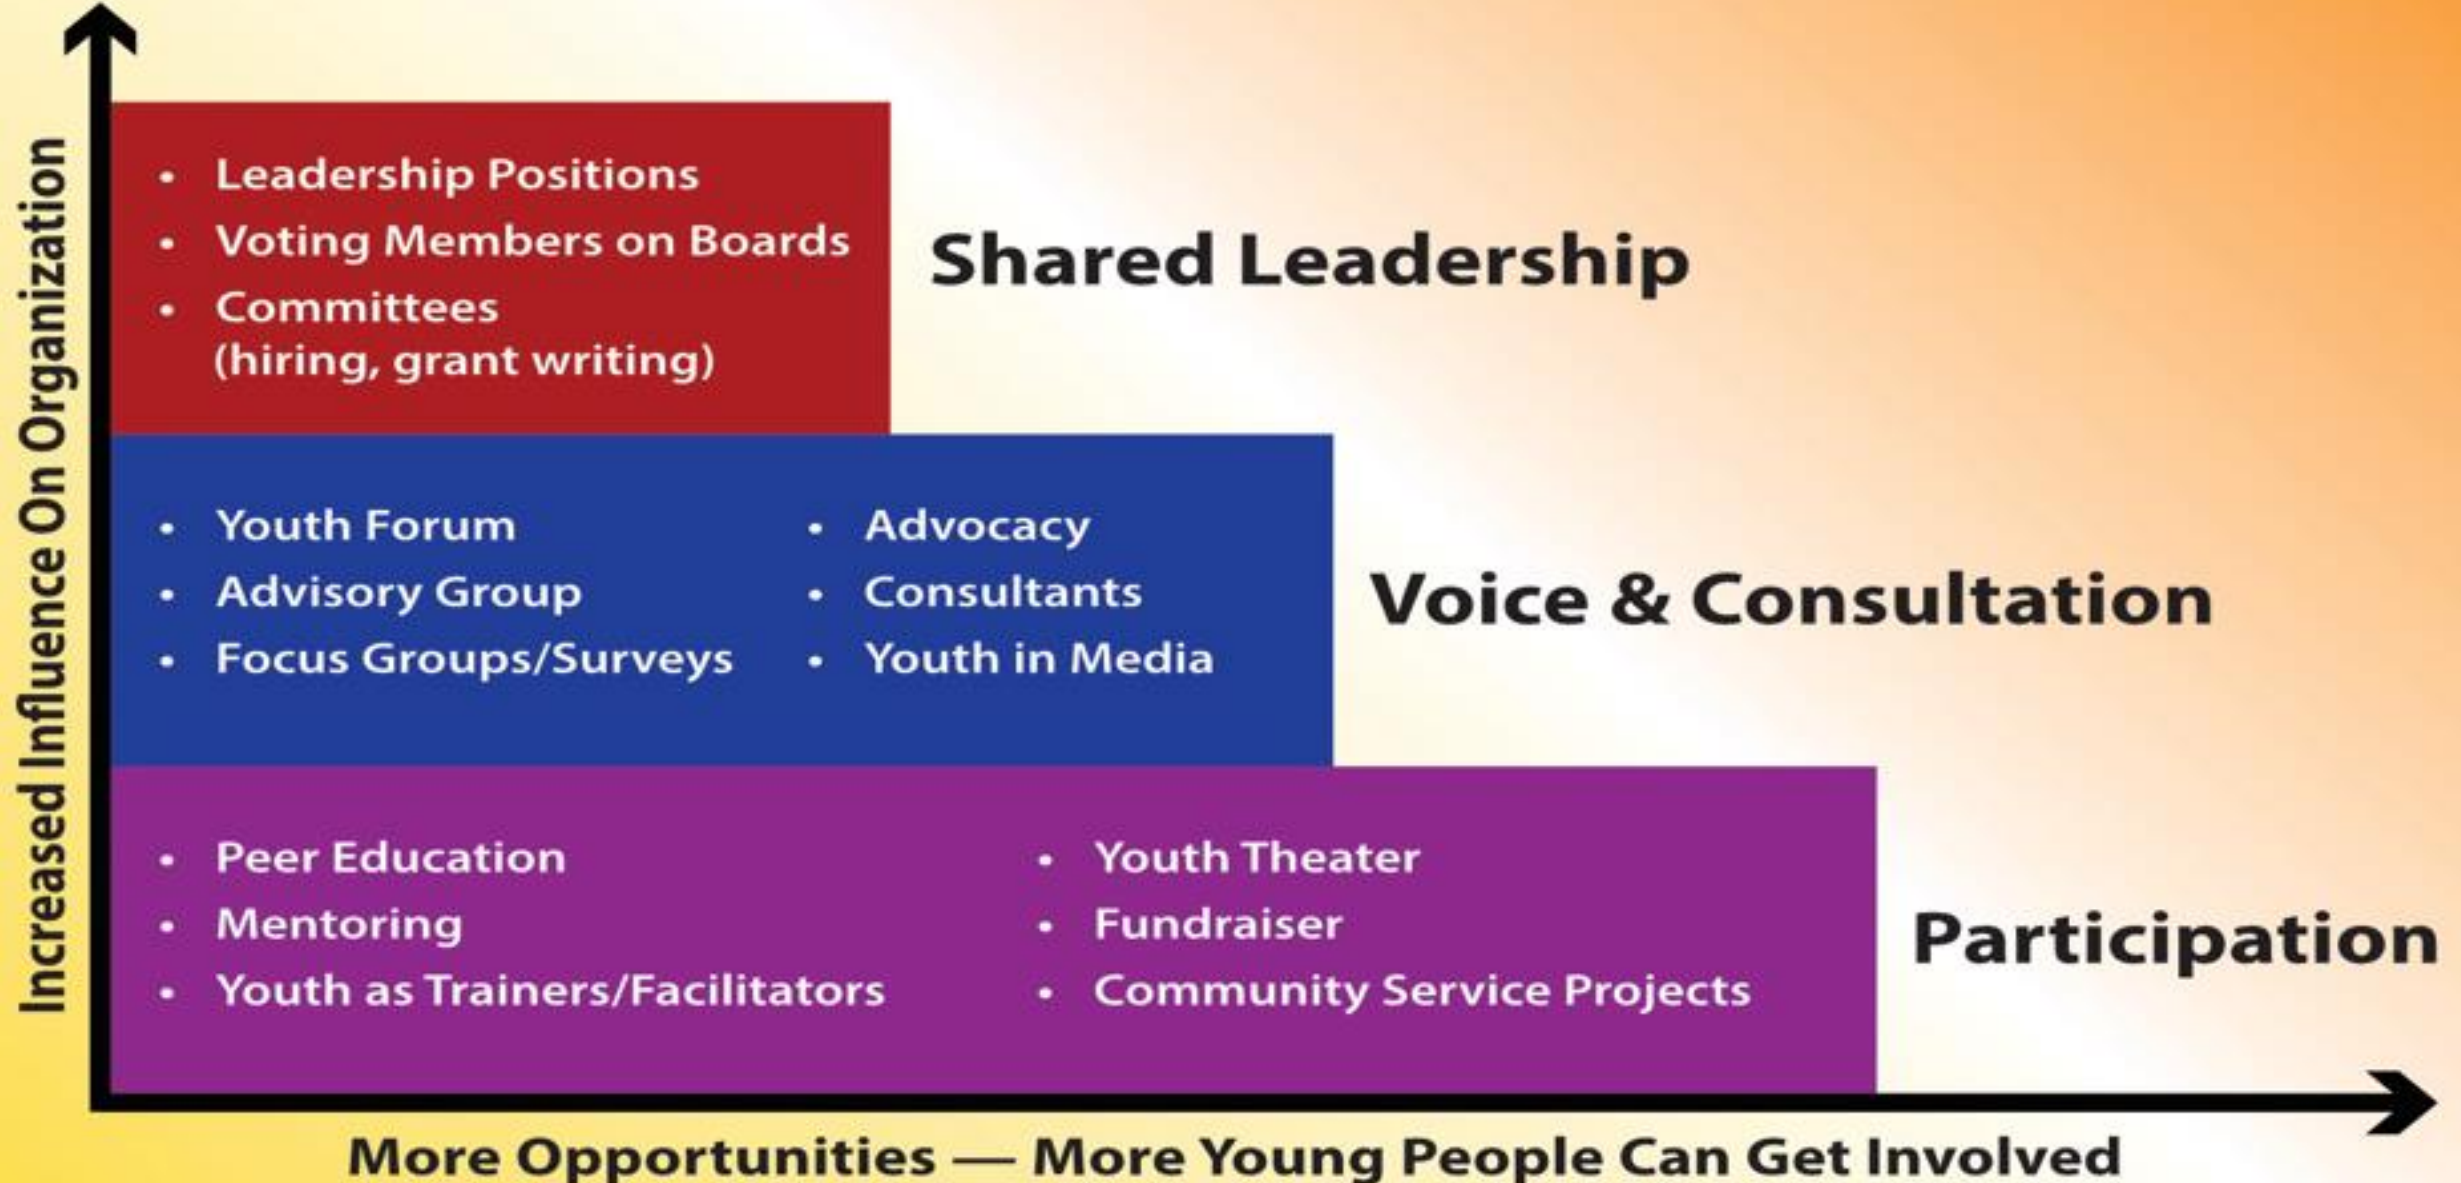 Increased Influence On Organization
• Leadership Positions
• Voting Members on Boards
• Committees
(hiring, grant writing)
Shared Leadership
• Youth Forum
• Advisory Group
• Focus Groups/Surveys
• Advocacy
• Consultants
• Youth in Media
Voice & Consultation
• Peer Education
• Mentoring
• Youth as Trainers/Facilitators
• Youth Theater
• Fundraiser
• Community Service Projects
Participation
More Opportunities — More Young People Can Get Involved